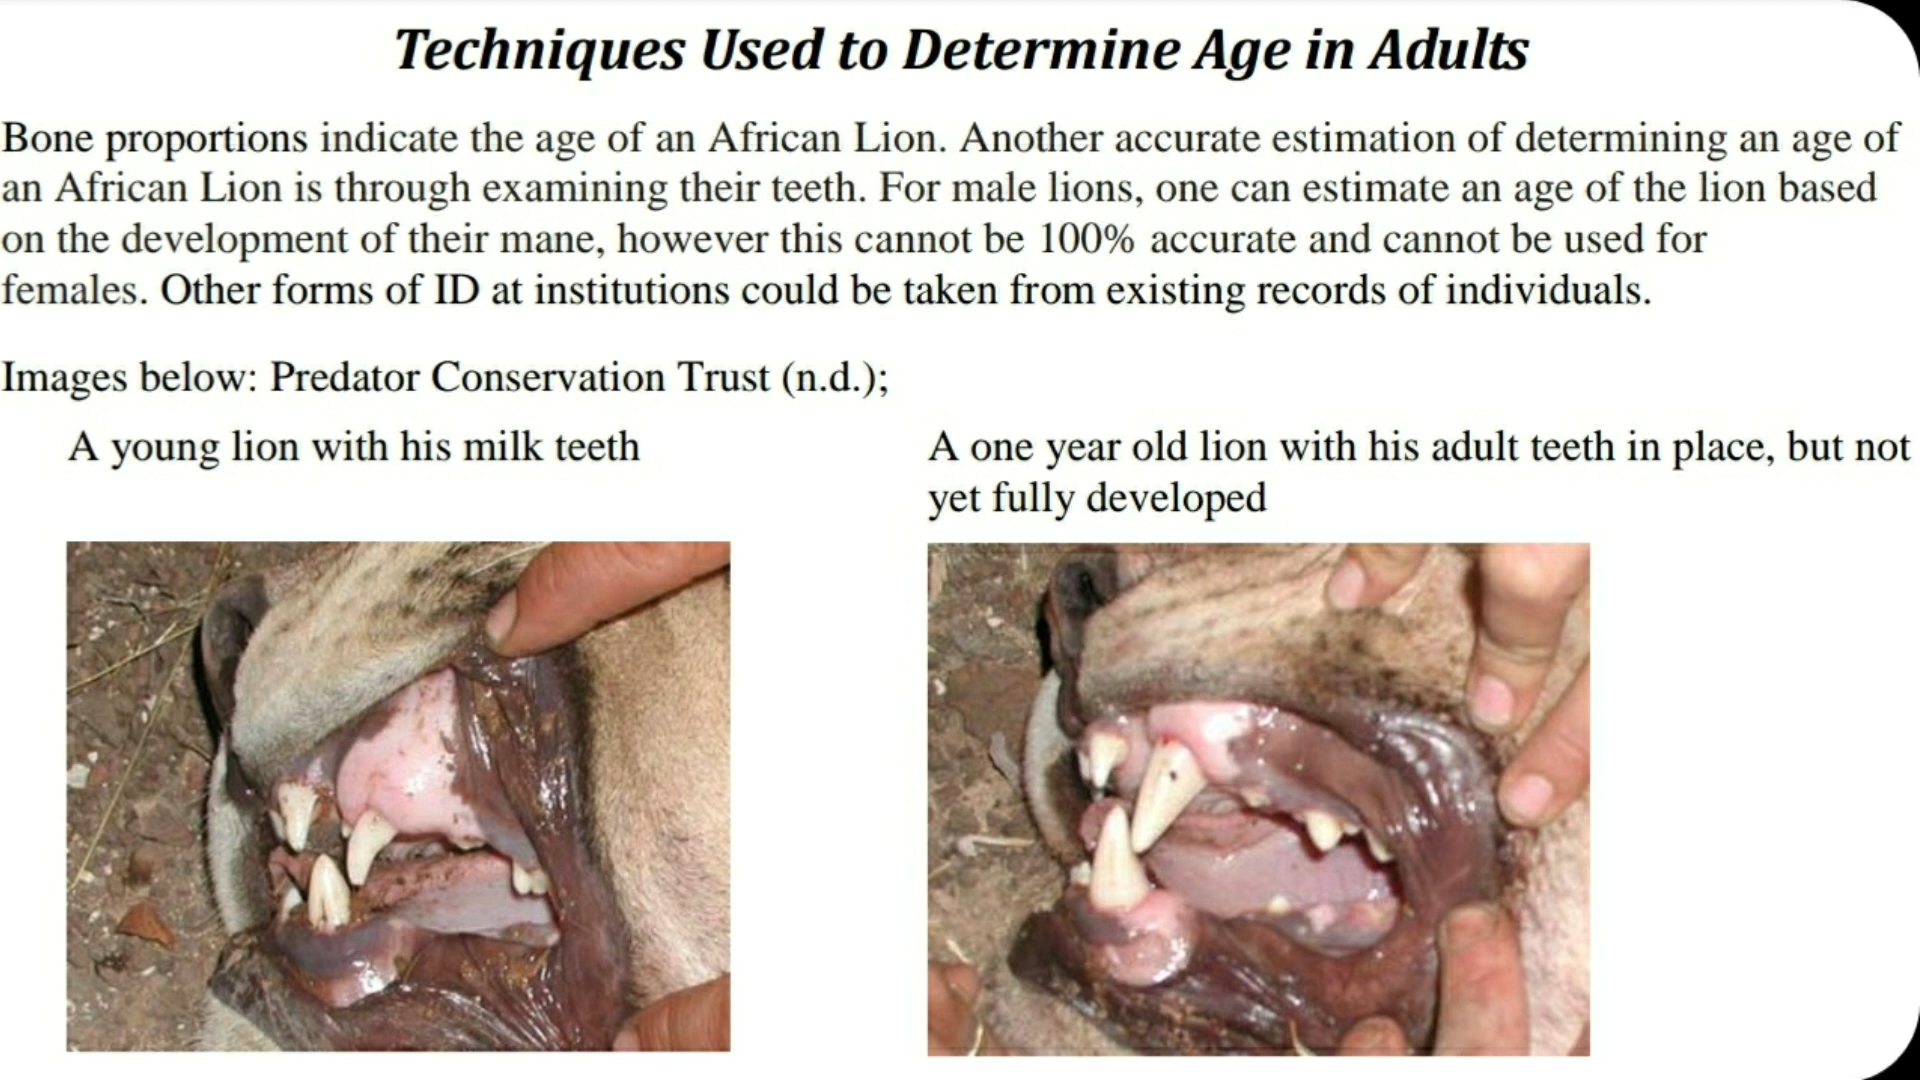 Techniques Used to Determine Age in Adults
Bone proportions indicate the age of an African Lion. Another accurate estimation of determining an age of
an African Lion is through examining their teeth. For male lions, one can estimate an age of the lion based
on the development of their mane, however this cannot be 100% accurate and cannot be used for
females. Other forms of ID at institutions could be taken from existing records of individuals.
Images below: Predator Conservation Trust (n.d.);
A young lion with his milk teeth
A one year old lion with his adult teeth in place, but not
yet fully developed